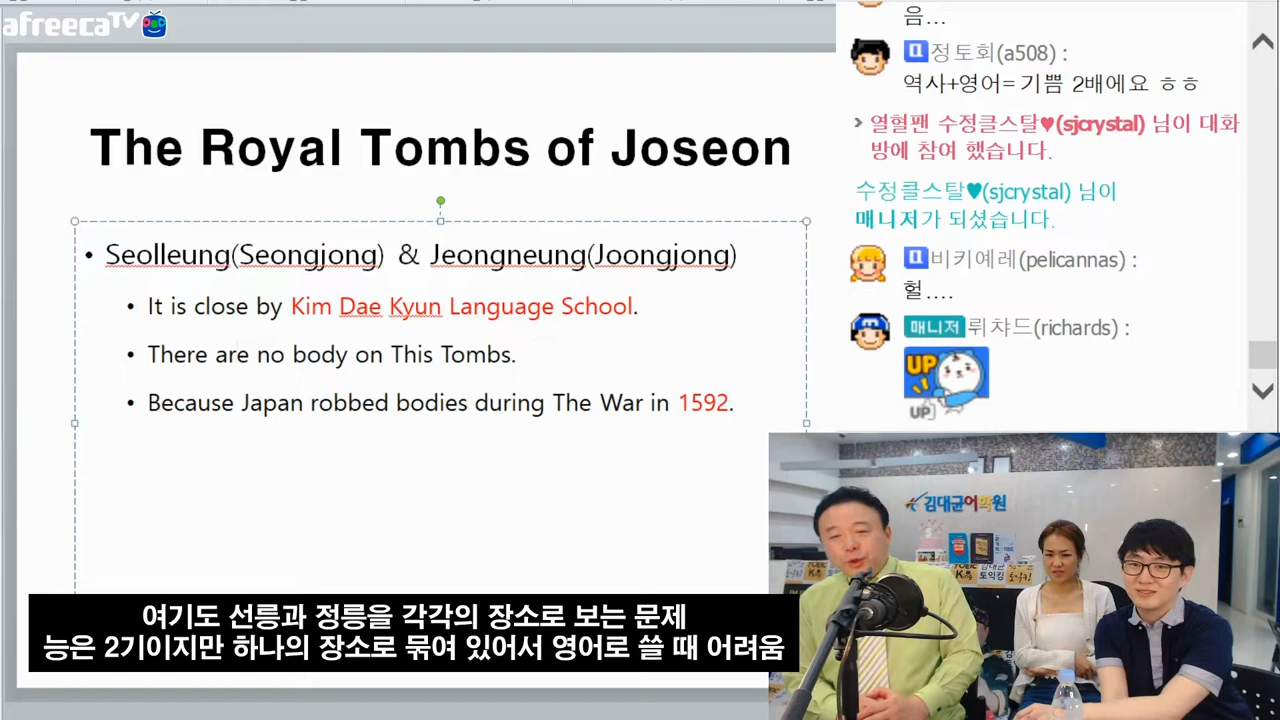 afreecaTV
The Royal Tombs of Joseon
• Seolleung(Seongjong) & Jeongneung(Joongjong)
• It is close by Kim Dae Kyun Language School.
• There are no body on This Tombs.
• Because Japan robbed bodies during The War in 1592.
음...
정토회(a508) :
역사+영어= 기쁨 2배에요 ㅎㅎ
열혈팬 수정클스탈♥(sjcrystal) 님이 대화
방에 참여 했습니다.
수정클스탈♥(sjcrystal) 님이
매니저가 되셨습니다.
비키예레(pelicannas) :
헐....
매니저 뤼챠드(richards) :
UP
UP
김대균어학원
토익킹
여기도 선릉과 정릉을 각각의 장소로 보는 문제
능은 2기이지만 하나의 장소로 묶여 있어서 영어로 쓸 때 어려움